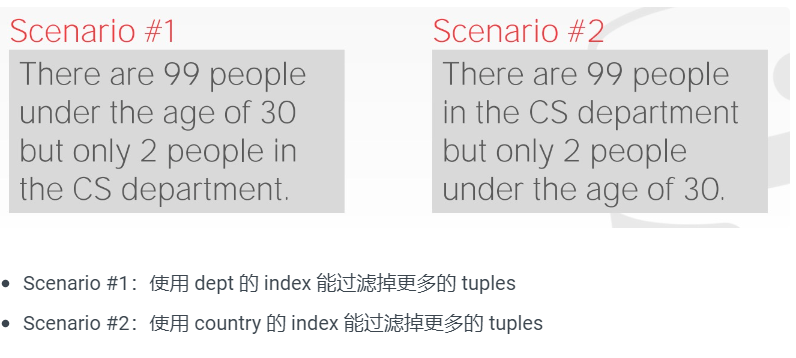 Scenario #1
There are 99 people
under the age of 30
but only 2 people in
the CS department.
Scenario #2
There are 99 people
in the CS department
but only 2 people
under the age of 30.
• Scenario #1：使用 dept 的 index 能过滤掉更多的 tuples
• Scenario #2：使用 country 的 index 能过滤掉更多的 tuples